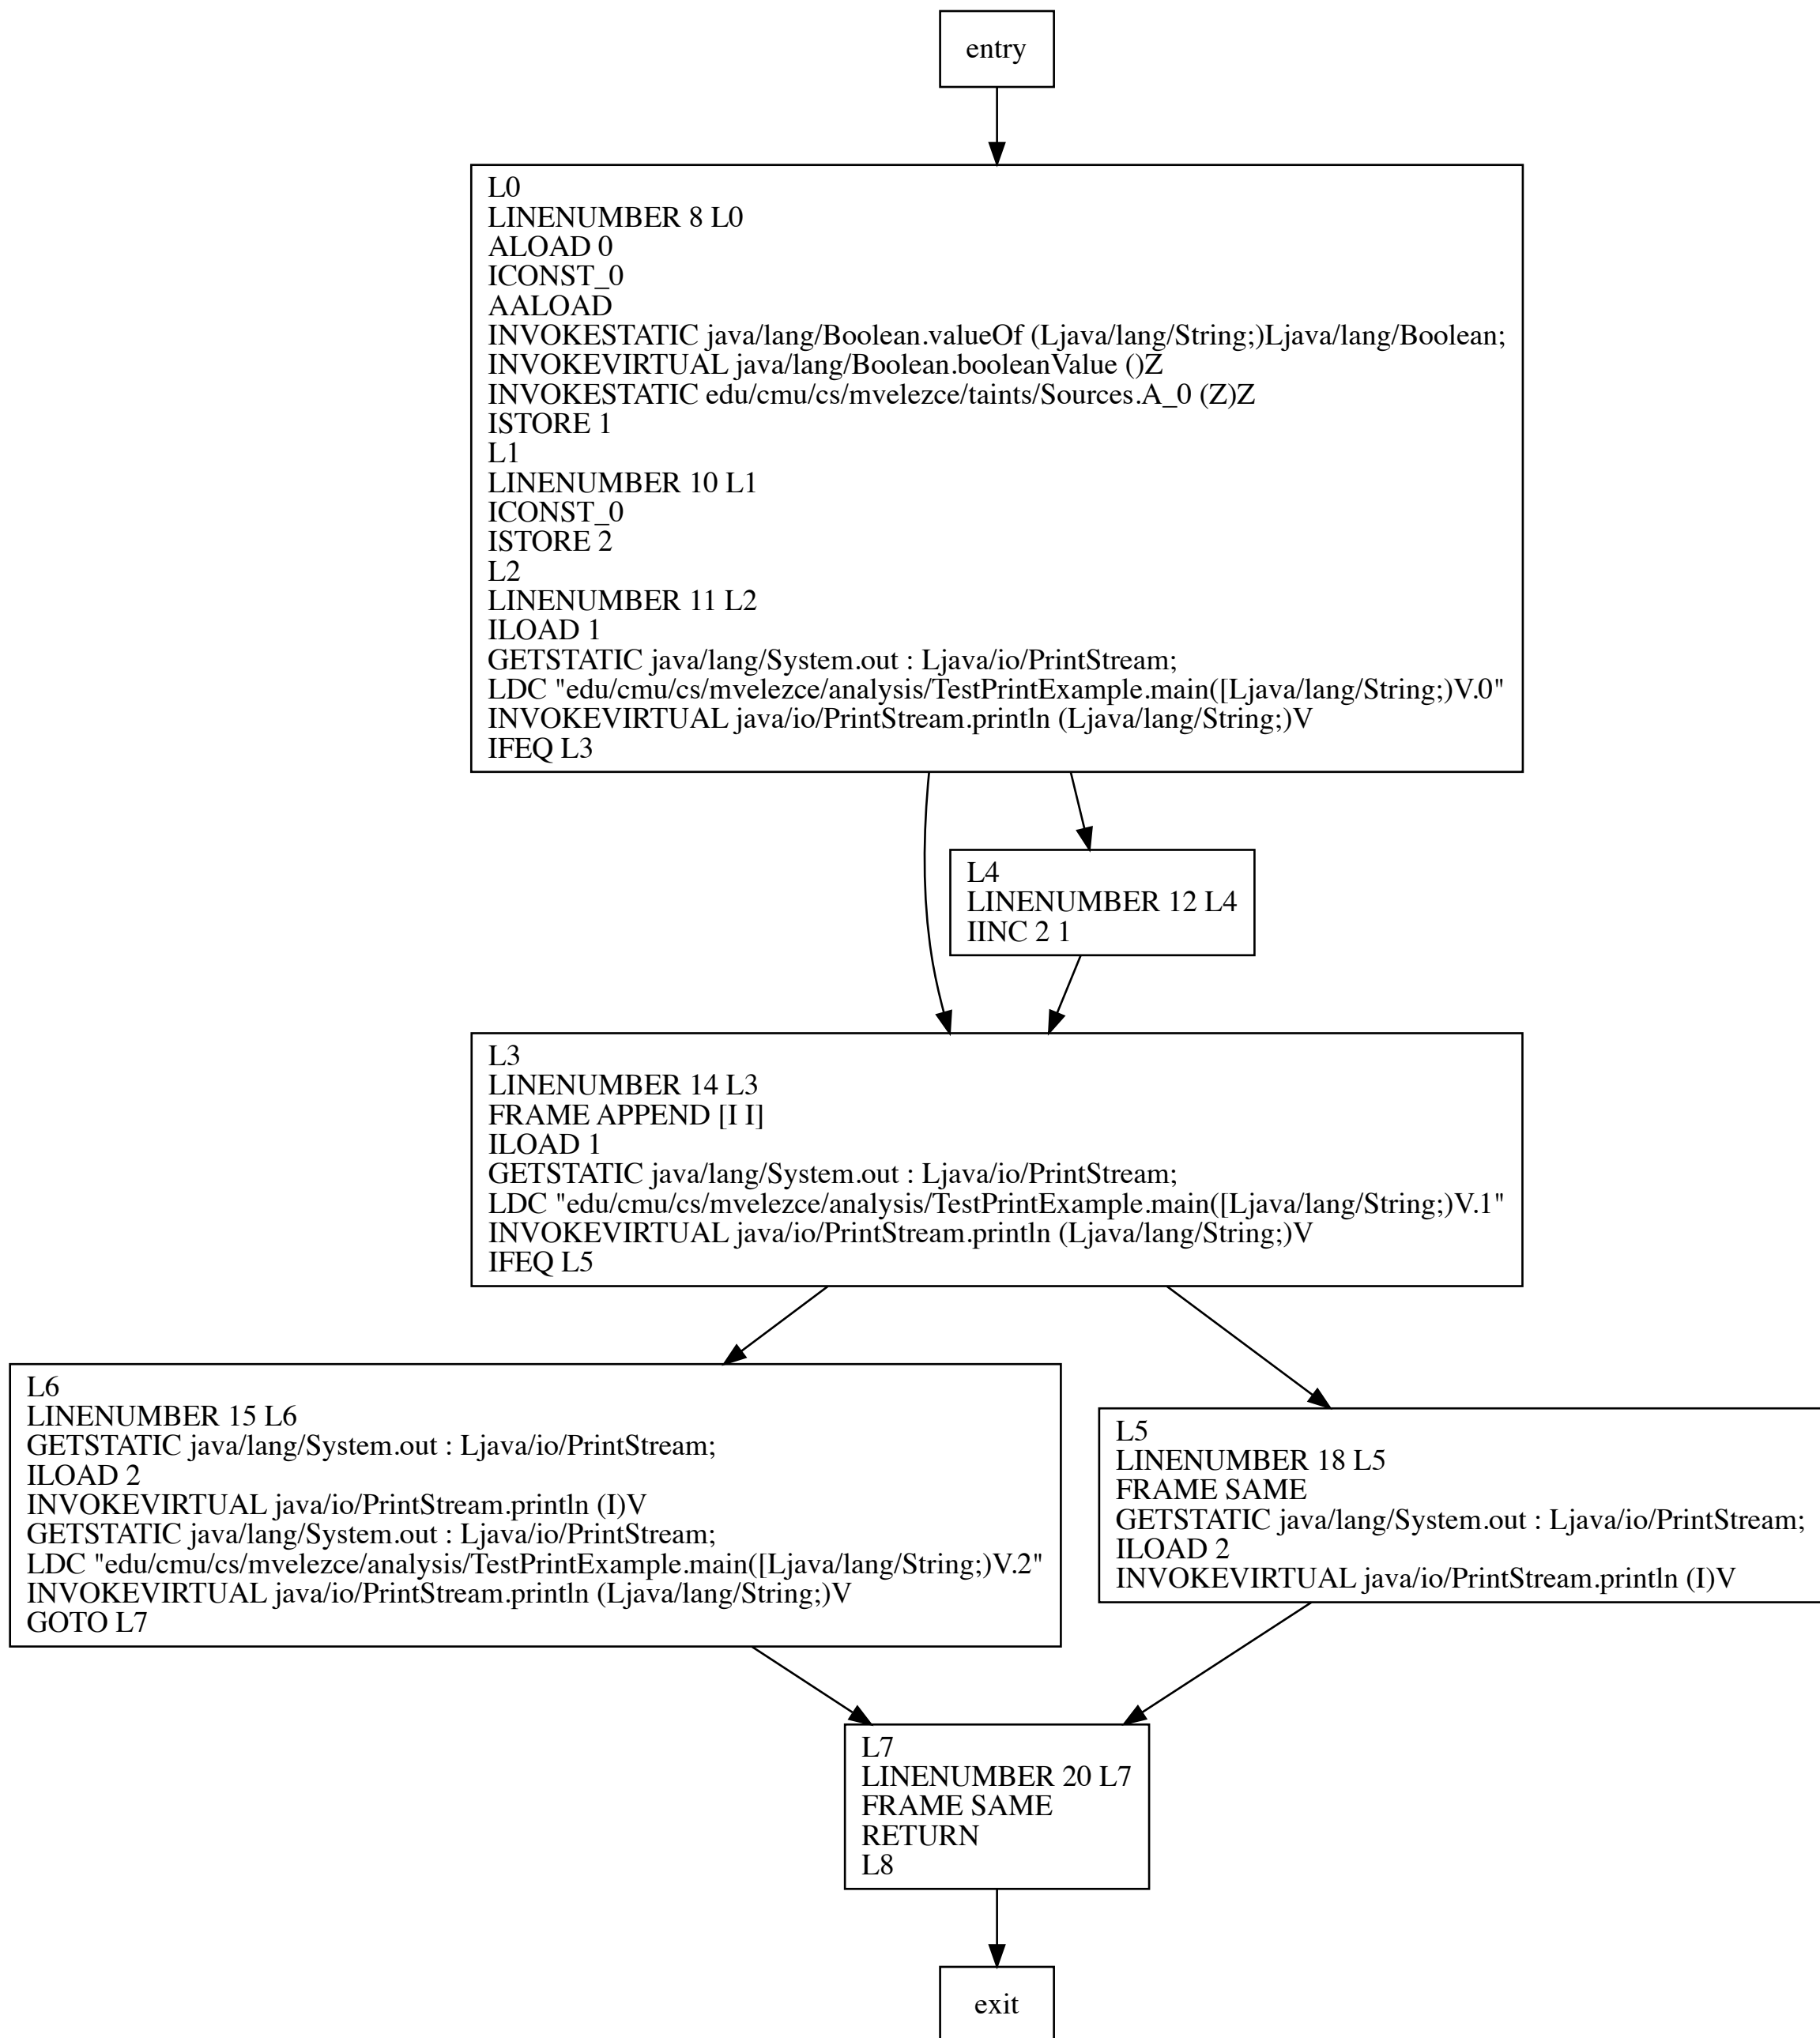 entry
L0
LINENUMBER 8 L0
ALOAD 0
ICONST_0
AALOAD
INVOKESTATIC java/lang/Boolean.valueOf (Ljava/lang/String;)Ljava/lang/Boolean;
INVOKEVIRTUAL java/lang/Boolean.booleanValue ()Z
INVOKESTATIC edu/cmu/cs/mvelezce/taints/Sources.A_0 (Z)Z
ISTORE 1
L1
LINENUMBER 10 L1
ICONST_0
ISTORE 2
L2
LINENUMBER 11 L2
ILOAD 1
GETSTATIC java/lang/System.out : Ljava/io/PrintStream;
LDC "edu/cmu/cs/mvelezce/analysis/TestPrintExample.main([Ljava/lang/String;)V.0"
INVOKEVIRTUAL java/io/PrintStream.println (Ljava/lang/String;)V
IFEQ L3
L4
LINENUMBER 12 L4
IINC 2 1
L3
LINENUMBER 14 L3
FRAME APPEND [I I]
ILOAD 1
GETSTATIC java/lang/System.out : Ljava/io/PrintStream;
LDC "edu/cmu/cs/mvelezce/analysis/TestPrintExample.main([Ljava/lang/String;)V.1"
INVOKEVIRTUAL java/io/PrintStream.println (Ljava/lang/String;)V
IFEQ L5
L6
LINENUMBER 15 L6
GETSTATIC java/lang/System.out : Ljava/io/PrintStream;
ILOAD 2
INVOKEVIRTUAL java/io/PrintStream.println (I)V
GETSTATIC java/lang/System.out : Ljava/io/PrintStream;
LDC "edu/cmu/cs/mvelezce/analysis/TestPrintExample.main([Ljava/lang/String;)V.2"
INVOKEVIRTUAL java/io/PrintStream.println (Ljava/lang/String;)V
GOTO L7
L5
LINENUMBER 18 L5
FRAME SAME
GETSTATIC java/lang/System.out : Ljava/io/PrintStream;
ILOAD 2
INVOKEVIRTUAL java/io/PrintStream.println (I)V
L7
LINENUMBER 20 L7
FRAME SAME
RETURN
L8
exit